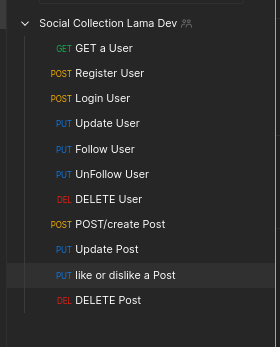 Social Collection Lama Dev
GET GET a User
POST Register User
POST Login User
PUT Update User
PUT Follow User
PUT UnFollow User
DEL DELETE User
POST POST/create Post
PUT Update Post
PUT like or dislike a Post
DEL DELETE Post